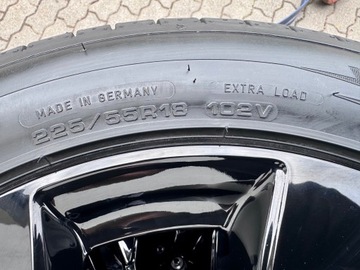 MADE IN GERMANY EXTRA LOAD
225/55R18 102V